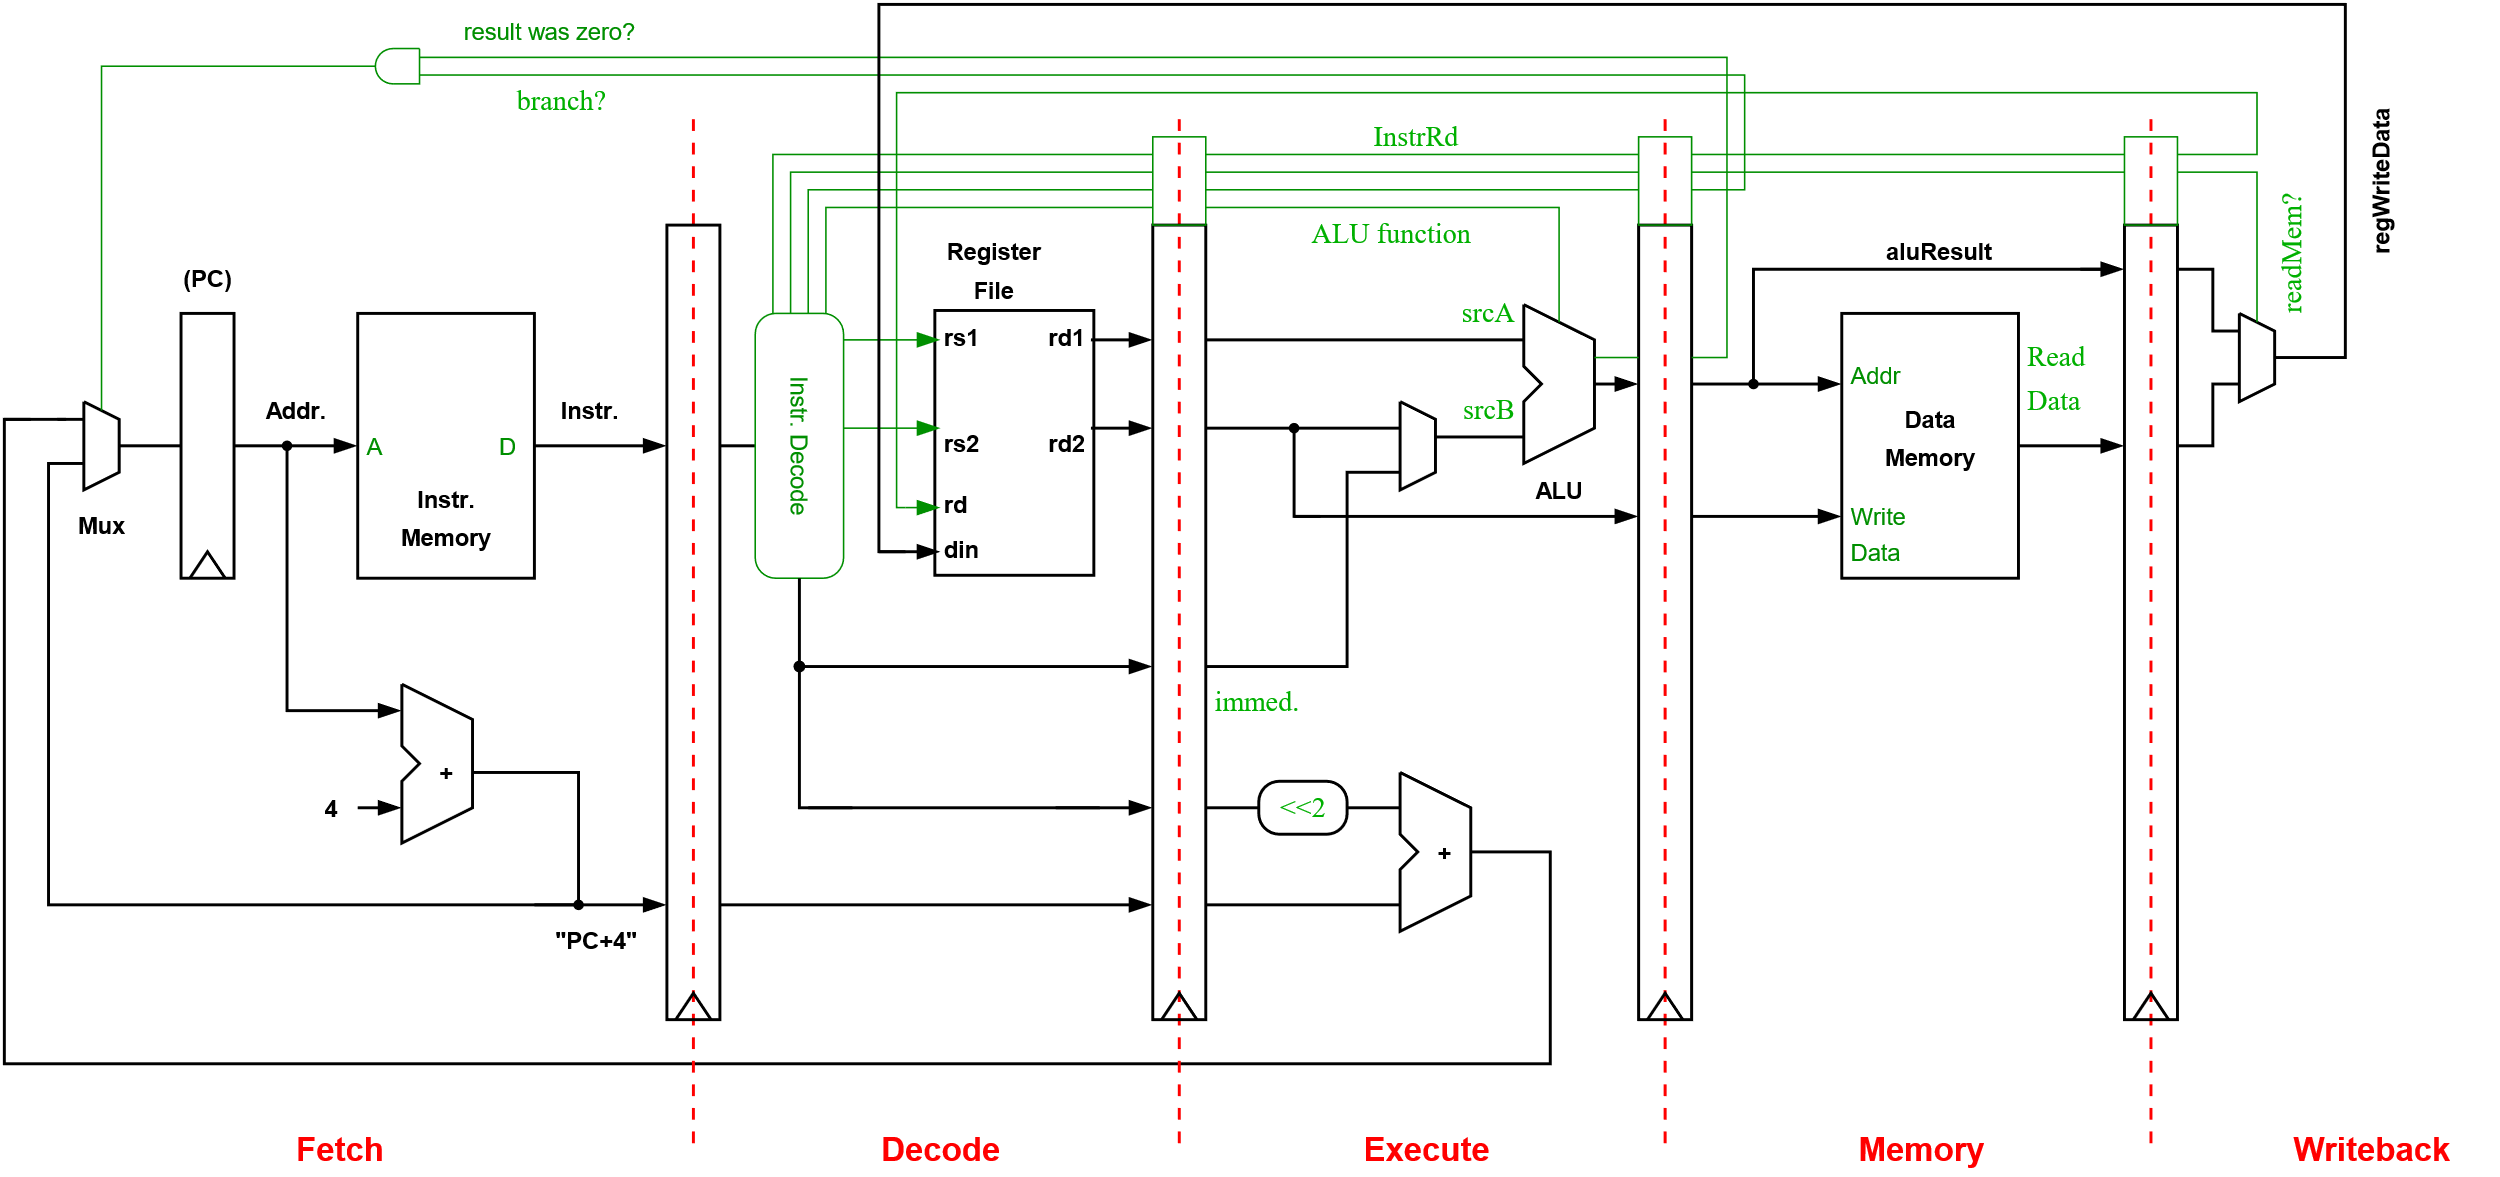 result was zero?
branch?
InstrRd
regWriteData
ALU function
readMem?
(PC)
Register
File
aluResult
rs1
rd1
srcA
Read
Data
Addr
Addr.
Instr.
A
D
Instr. Decode
rs2
rd2
srcB
Data
Memory
Mux
Instr.
Memory
rd
din
ALU
Write
Data
immed.
+
4
<<2
+
"PC+4"
Fetch
Decode
Execute
Memory
Writeback